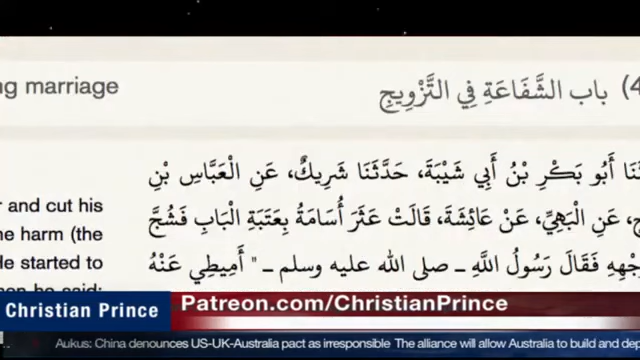 ng marriage
باب الشَّفَاعَةِ فِي التَّزْوِيجِ (4
نَا أَبُو بَكْرِ بْنُ أَبِي شَيْبَةَ، حَدَّثَنَا شَرِيكٌ، عَنِ الْعَبَّاسِ بْنِ
، عَنِ الْبَهِيِّ، عَنْ عَائِشَةَ، قَالَتْ عَثَرَ أُسَامَةُ بِعَتَبَةِ الْبَابِ فَشُجَّ
جْهِهِ فَقَالَ رَسُولُ اللَّهِ ـ صلى الله عليه وسلم ـ " أَمِيطِي عَنْهُ
r and cut his
he harm (the
He started to
Christian Prince
Patreon.com/ChristianPrince
Aukus: China denounces US-UK-Australia pact as irresponsible The alliance will allow Australia to build and dep